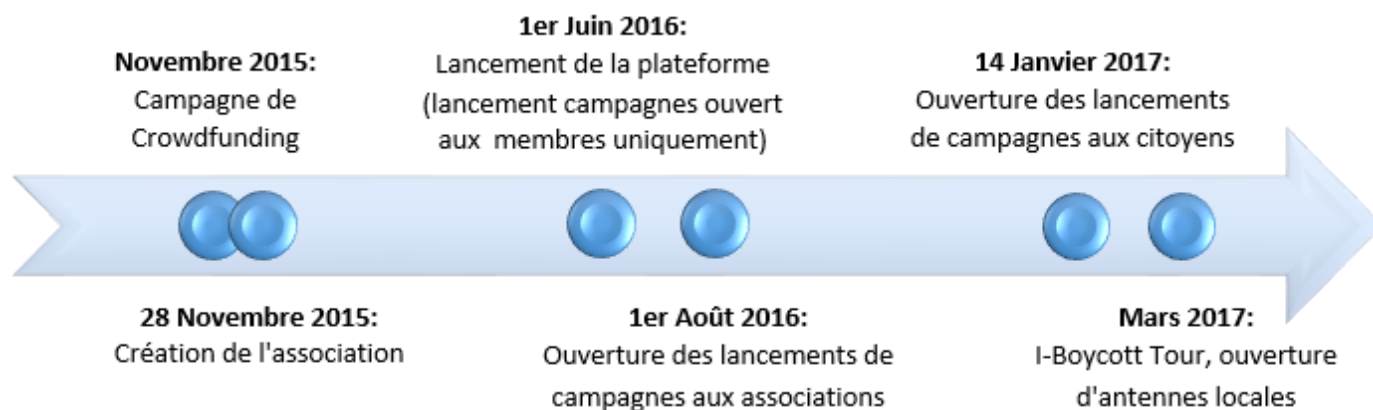 Novembre 2015:
Campagne de
Crowdfunding
1er Juin 2016:
Lancement de la plateforme
(lancement campagnes ouvert
aux membres uniquement)
14 Janvier 2017:
Ouverture des lancements
de campagnes aux citoyens
28 Novembre 2015:
Création de l'association
1er Août 2016:
Ouverture des lancements de
campagnes aux associations
Mars 2017:
I-Boycott Tour, ouverture
d'antennes locales